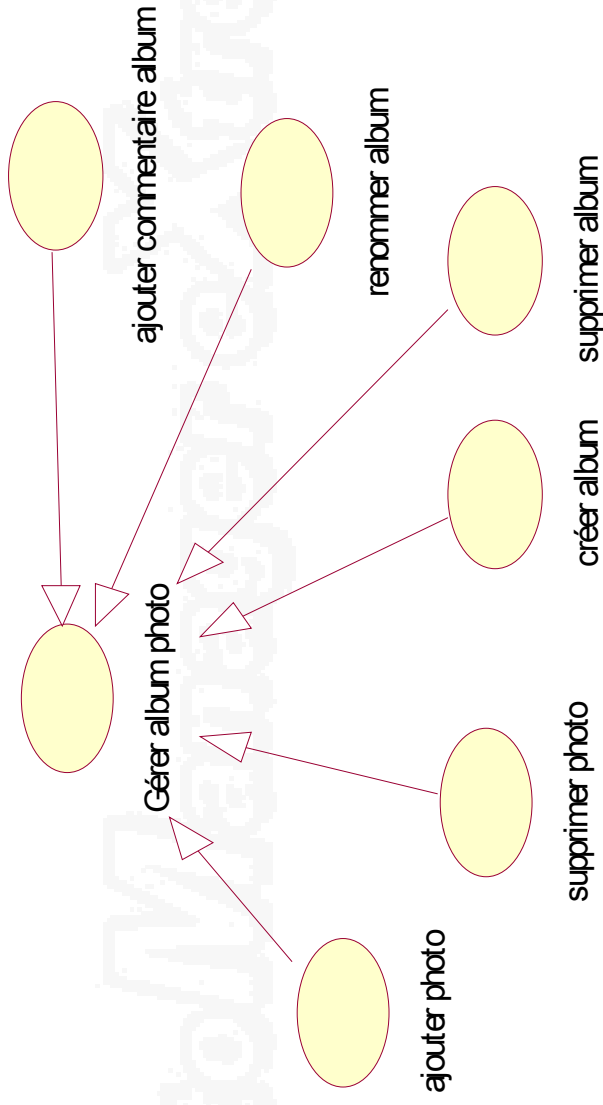 Gérer album photo
ajouter photo
supprimer photo
créer album
supprimer album
renommer album
ajouter commentaire album